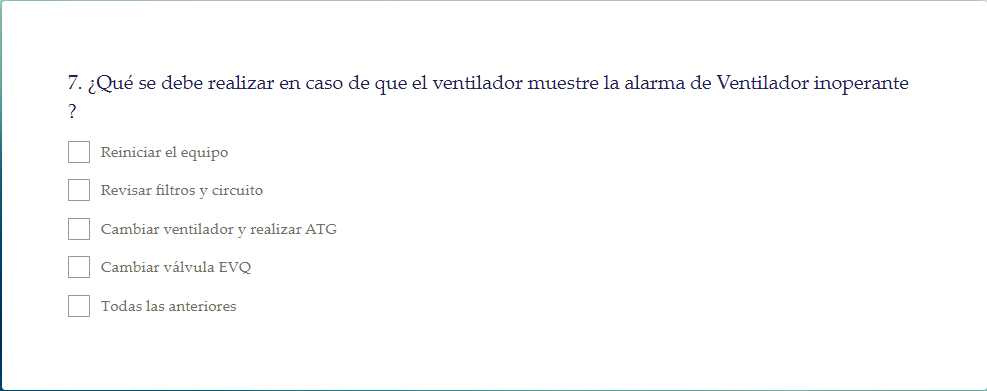 7. ¿Qué se debe realizar en caso de que el ventilador muestre la alarma de Ventilador inoperante
?
Reiniciar el equipo
Revisar filtros y circuito
Cambiar ventilador y realizar ATG
Cambiar válvula EVQ
Todas las anteriores